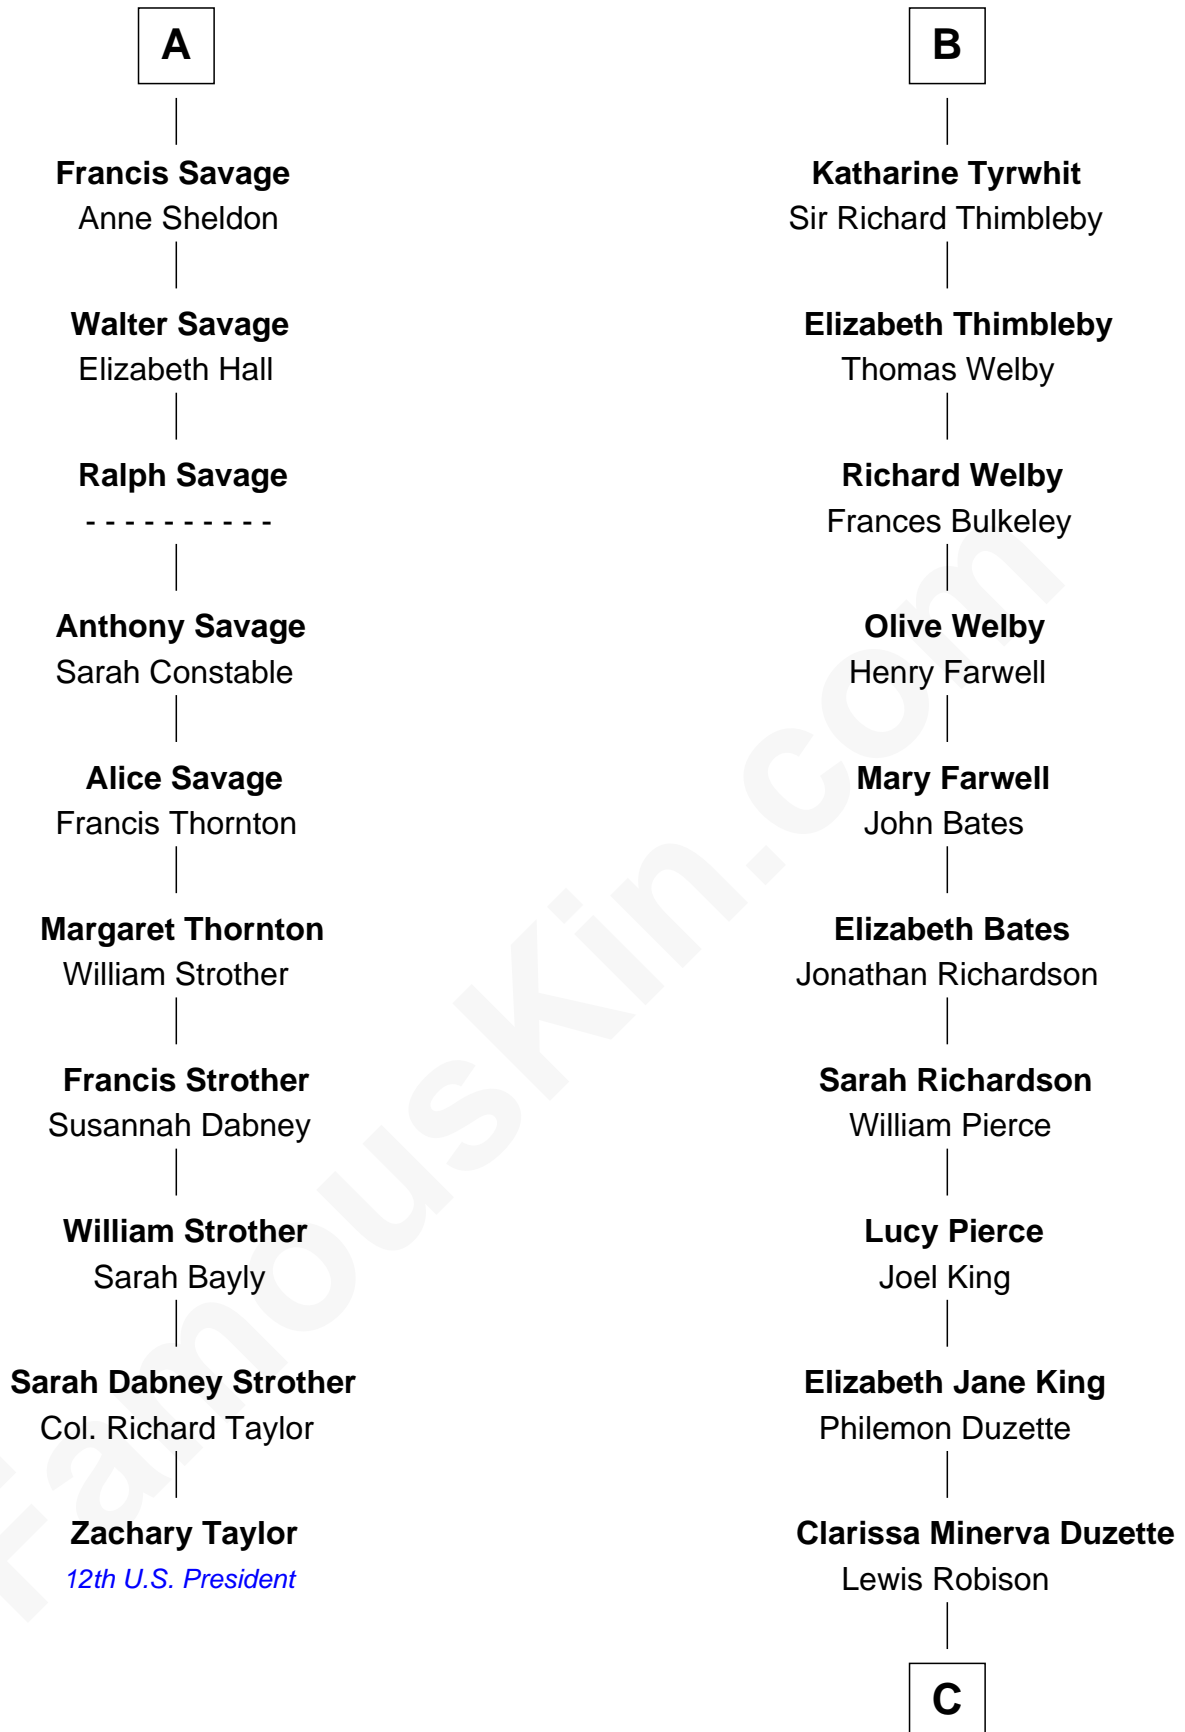 A
Francis Savage
Anne Sheldon
Walter Savage
Elizabeth Hall
Ralph Savage
- - - - - - - - - -
Anthony Savage
Sarah Constable
Alice Savage
Francis Thornton
Margaret Thornton
William Strother
Francis Strother
Susannah Dabney
William Strother
Sarah Bayly
Sarah Dabney Strother
Col. Richard Taylor
Zachary Taylor
12th U.S. President
B
Katharine Tyrwhit
Sir Richard Thimbleby
Elizabeth Thimbleby
Thomas Welby
Richard Welby
Frances Bulkeley
Olive Welby
Henry Farwell
Mary Farwell
John Bates
Elizabeth Bates
Jonathan Richardson
Sarah Richardson
William Pierce
Lucy Pierce
Joel King
Elizabeth Jane King
Philemon Duzette
Clarissa Minerva Duzette
Lewis Robison
C
FamousKin.com